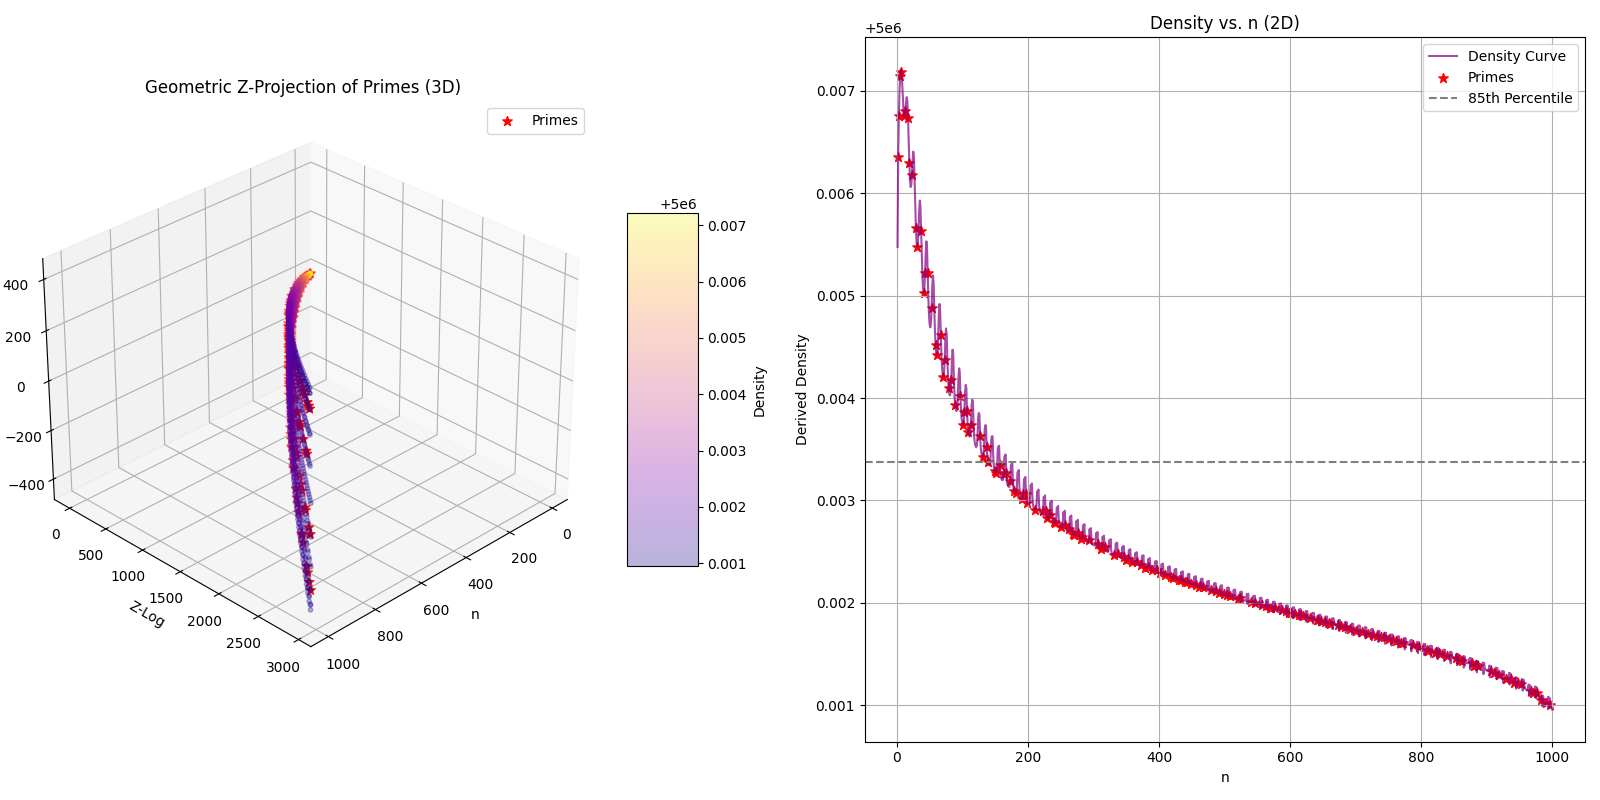 Geometric Z-Projection of Primes (3D)
Primes
400
200
0
−200
−400
0
500
1000
1500
2000
2500
3000
Z-Log
0
200
400
600
800
1000
n
+5e6
0.007
0.006
0.005
0.004
0.003
0.002
0.001
Density
Density vs. n (2D)
+5e6
Density Curve
Primes
85th Percentile
0.007
0.006
0.005
0.004
0.003
0.002
0.001
Derived Density
0
200
400
600
800
1000
n